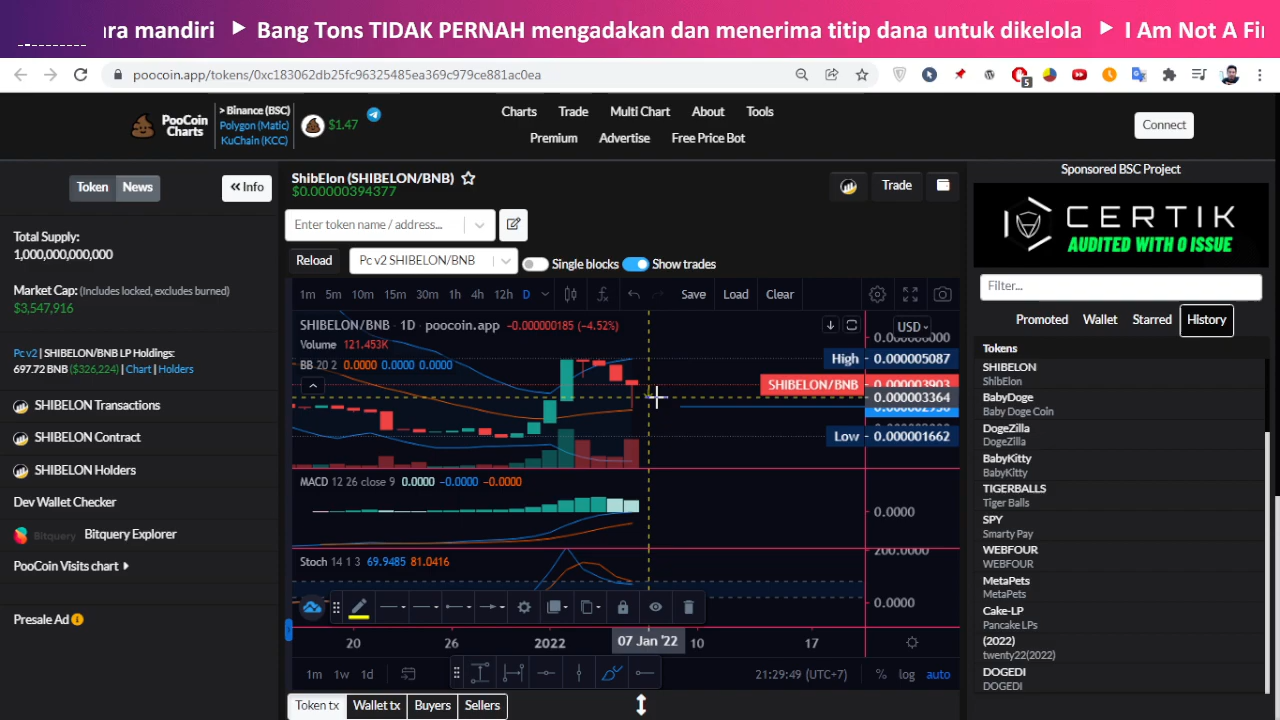 ara mandiri ▶ Bang Tons TIDAK PERNAH mengadakan dan menerima titip dana untuk dikelola ▶ I Am Not A Fi
poocoin.app/tokens/0xc183062db25fc96325485ea369c979ce881ac0ea
5
PooCoin
Charts
> Binance (BSC)
Polygon (Matic)
KuChain (KCC)
$1.47
Charts Trade Multi Chart About Tools
Premium Advertise Free Price Bot
Connect
Token News
« Info
Total Supply:
1,000,000,000,000
Market Cap: (Includes locked, excludes burned)
$3,547,916
Pc v2 | SHIBELON/BNB LP Holdings:
697.72 BNB ($326,224) | Chart | Holders
SHIBELON Transactions
SHIBELON Contract
SHIBELON Holders
Dev Wallet Checker
Bitquery Bitquery Explorer
PooCoin Visits chart
Presale Ad
ShibElon (SHIBELON/BNB)
$0.00000394377
Trade
Enter token name / address...
Reload
Pc v2 SHIBELON/BNB
Single blocks
Show trades
1m 5m 10m 15m 30m 1h 4h 12h D
Save Load Clear
SHIBELON/BNB · 1D · poocoin.app -0.000000185 (-4.52%)
Volume 121.453K
BB 20 2 0.0000 0.0000 0.0000
USD
High 0.000005087
SHIBELON/BNB 0.000003903
0.000003364
Low 0.000001662
MACD 12 26 close 9 0.0000 -0.0000 -0.0000
0.0000
Stoch 14 1 3 69.9485 81.0416
200.0000
0.0000
20 26 2022 07 Jan '22 10 17
1m 1w 1d
21:29:49 (UTC+7)
% log auto
Token tx Wallet tx Buyers Sellers
Sponsored BSC Project
CERTIK
AUDITED WITH 0 ISSUE
Filter...
Promoted Wallet Starred History
Tokens
SHIBELON
ShibElon
BabyDoge
Baby Doge Coin
DogeZilla
DogeZilla
BabyKitty
BabyKitty
TIGERBALLS
Tiger Balls
SPY
Smarty Pay
WEBFOUR
WEBFOUR
MetaPets
MetaPets
Cake-LP
Pancake LPs
(2022)
twenty22(2022)
DOGEDI
DOGEDI